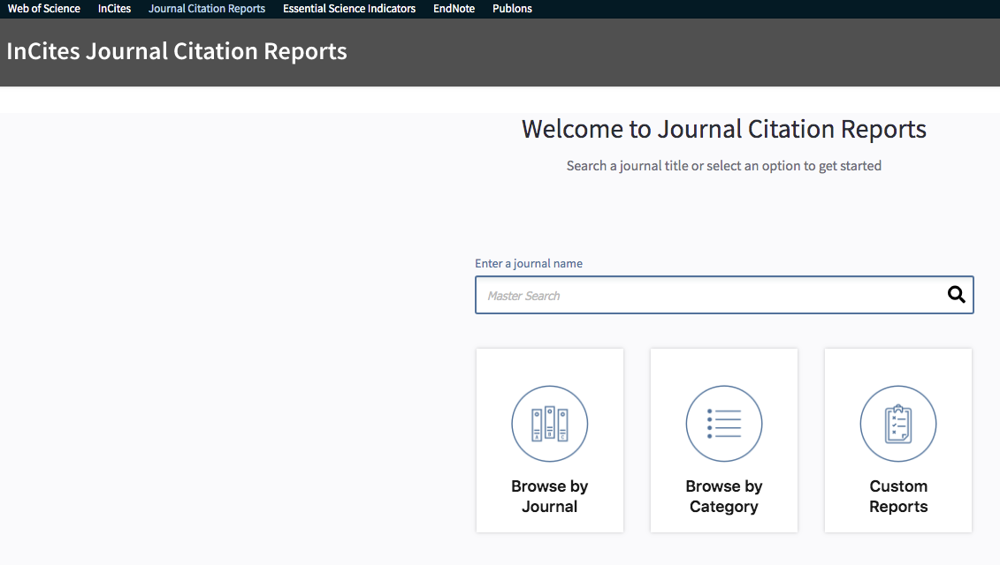 Web of Science InCites Journal Citation Reports Essential Science Indicators EndNote Publons
InCites Journal Citation Reports
Welcome to Journal Citation Reports
Search a journal title or select an option to get started
Enter a journal name
Master Search
A B C
Browse by
Journal
Browse by
Category
Custom
Reports